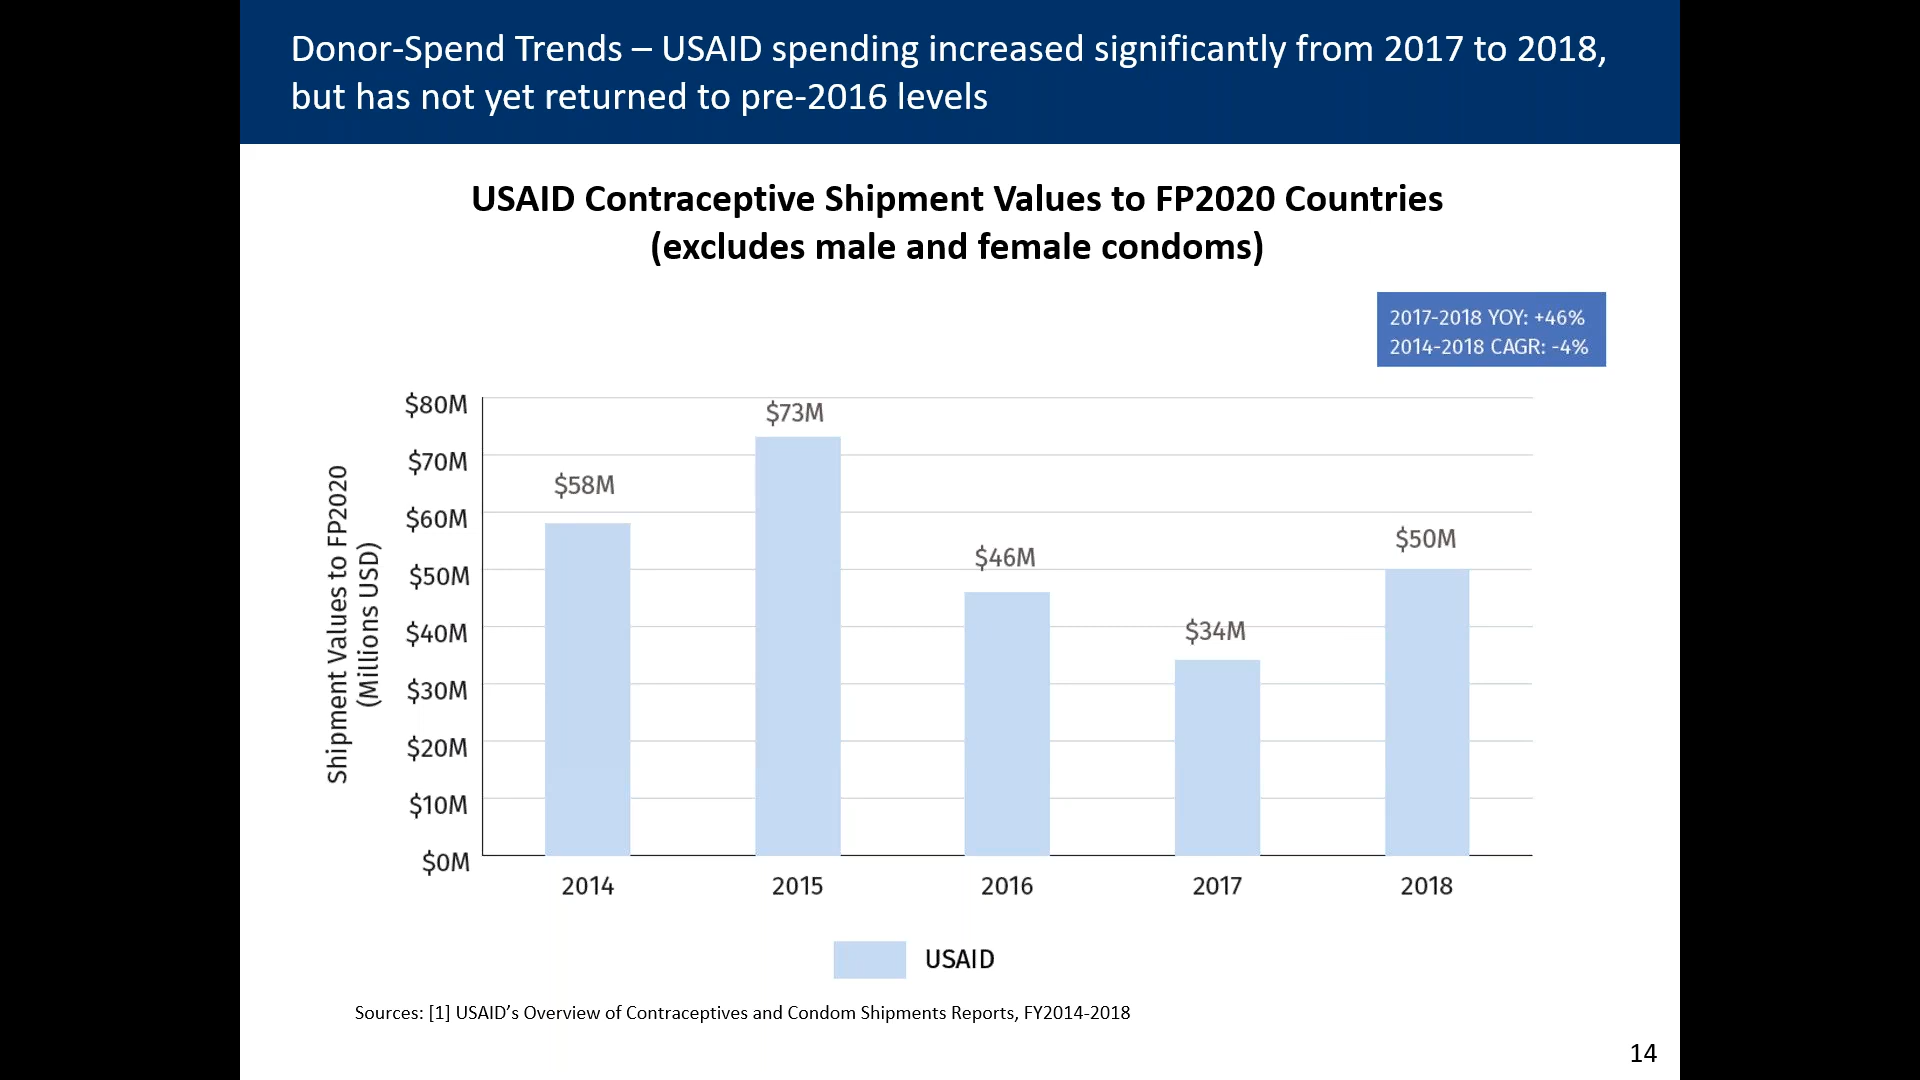 Donor-Spend Trends – USAID spending increased significantly from 2017 to 2018,
but has not yet returned to pre-2016 levels
USAID Contraceptive Shipment Values to FP2020 Countries
(excludes male and female condoms)
2017-2018 YOY: +46%
2014-2018 CAGR: -4%
Shipment Values to FP2020
(Millions USD)
$80M
$70M
$60M
$50M
$40M
$30M
$20M
$10M
$0M
$58M
$73M
$46M
$34M
$50M
2014
2015
2016
2017
2018
USAID
Sources: [1] USAID’s Overview of Contraceptives and Condom Shipments Reports, FY2014-2018
14